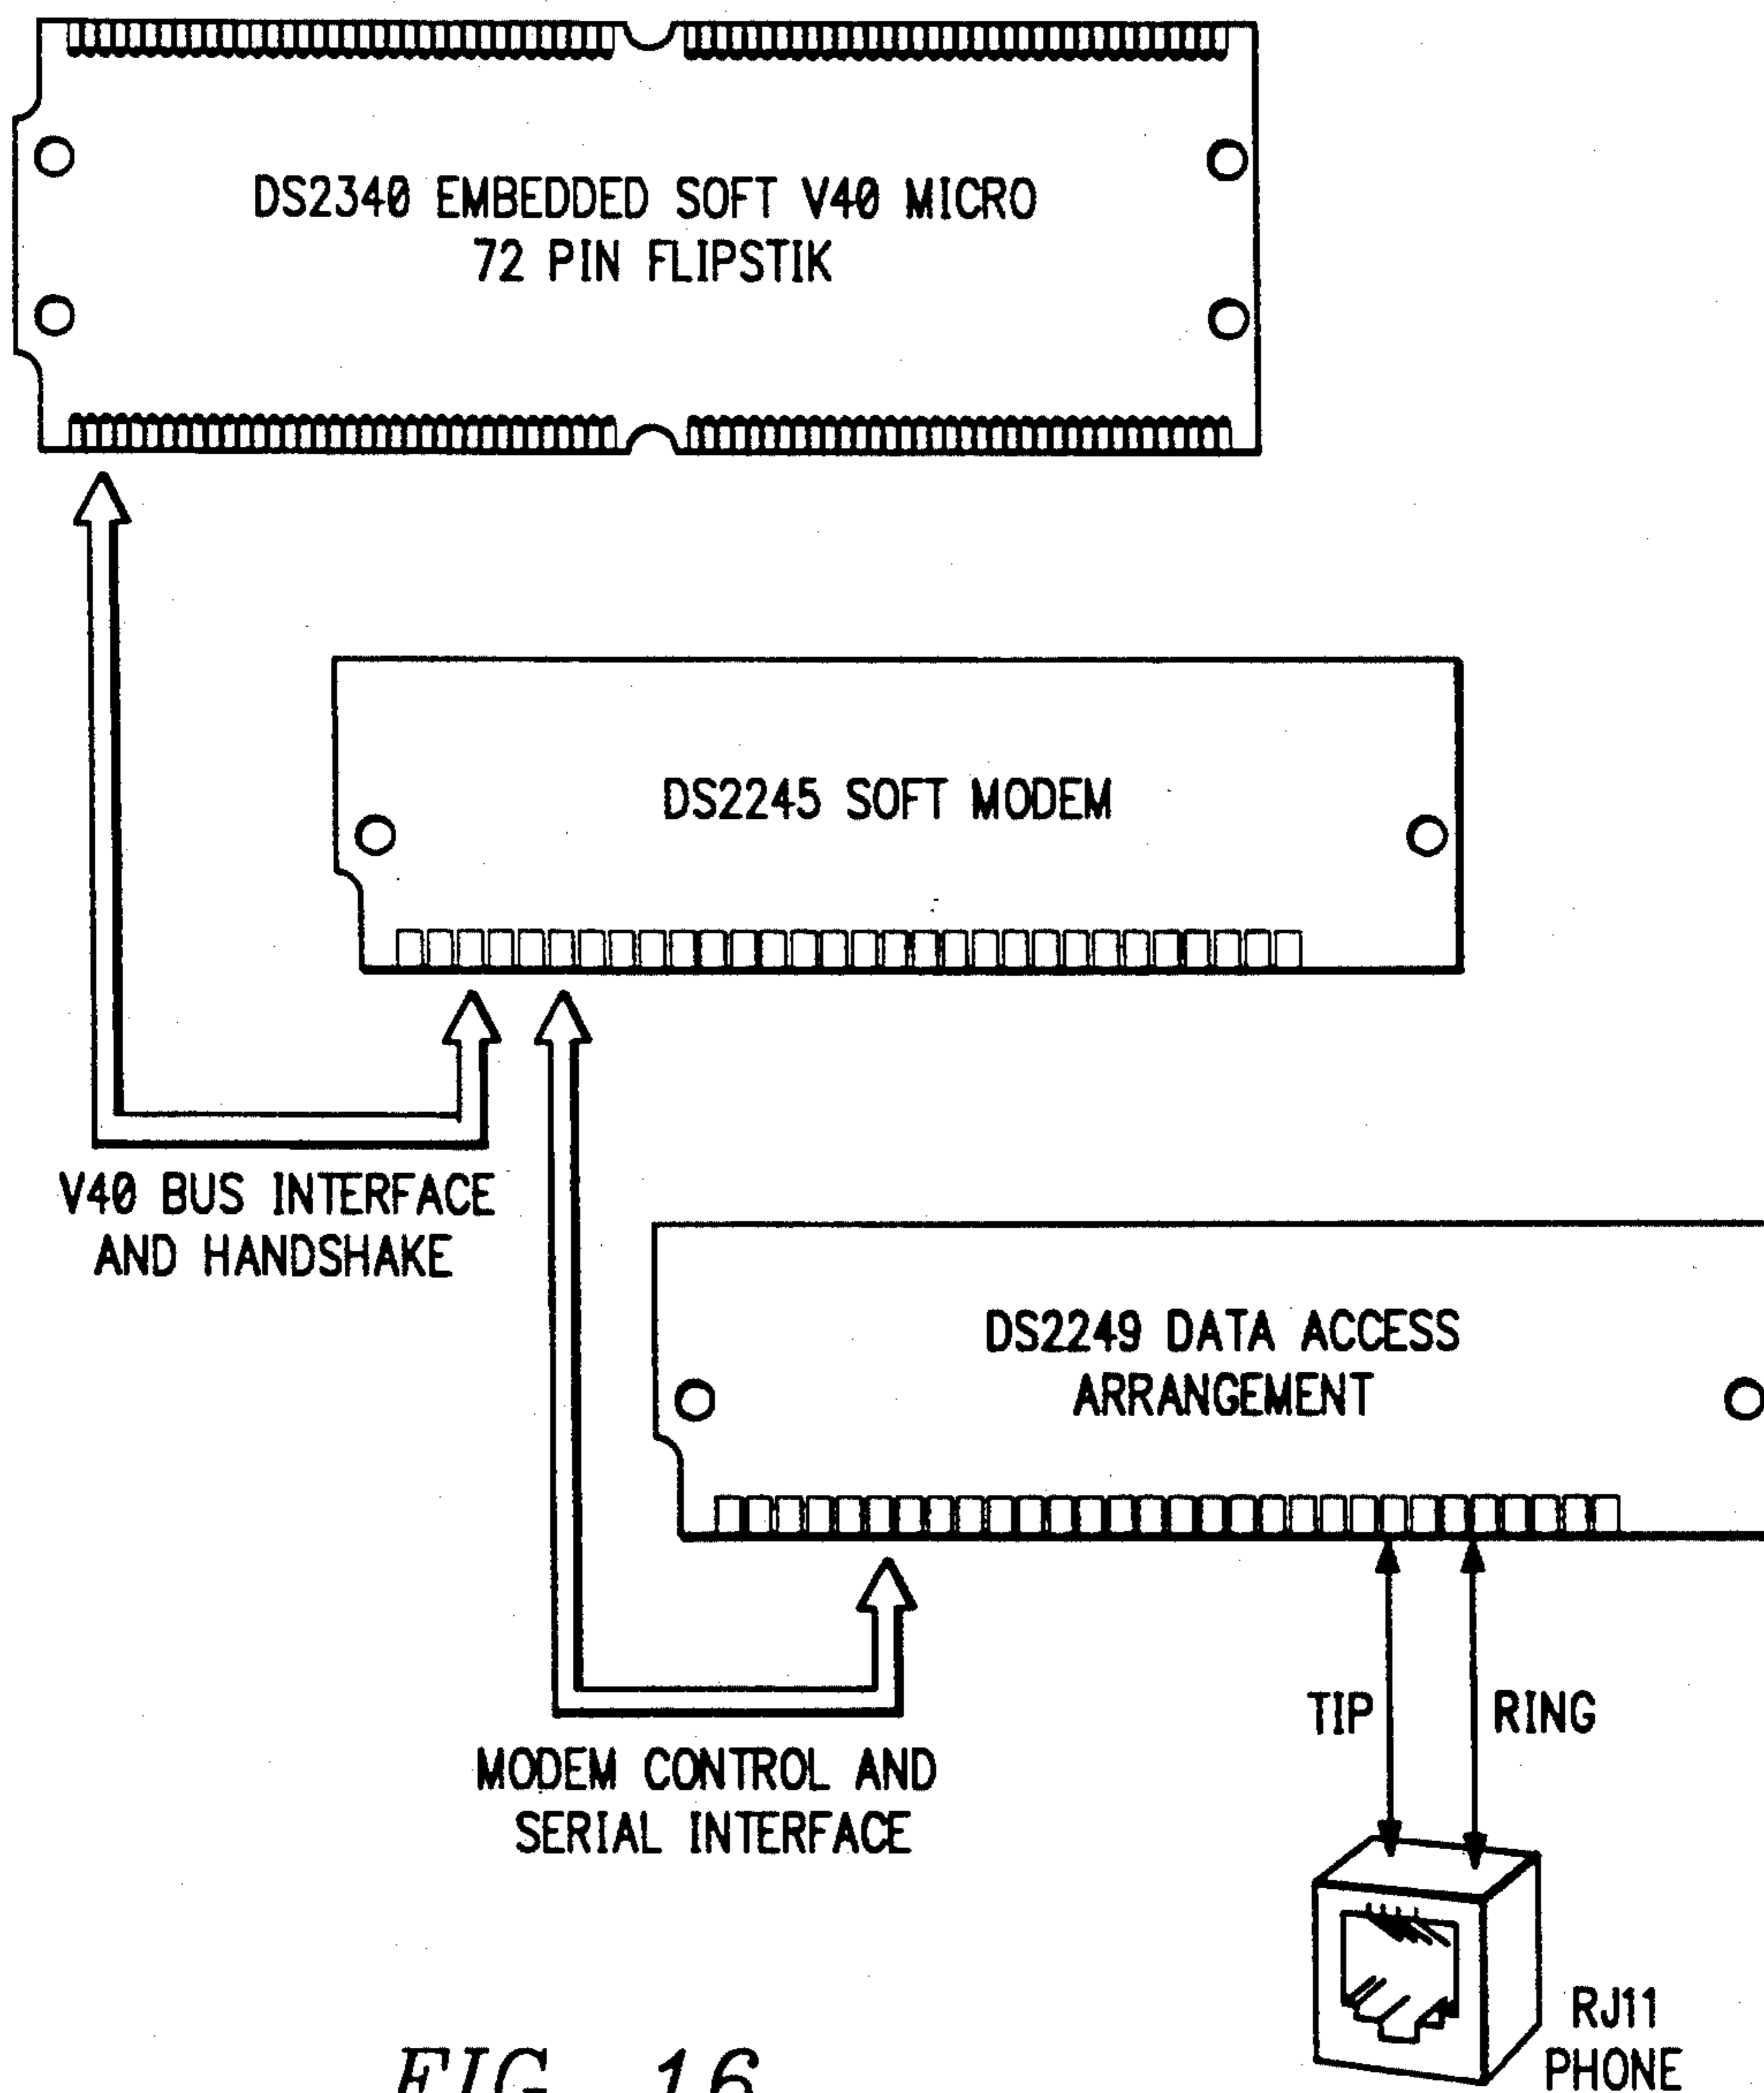 DS2340 EMBEDDED SOFT V40 MICRO
72 PIN FLIPSTIK
DS2245 SOFT MODEM
V40 BUS INTERFACE
AND HANDSHAKE
DS2249 DATA ACCESS
ARRANGEMENT
TIP
RING
MODEM CONTROL AND
SERIAL INTERFACE
RJ11
PHONE
FIG. 16